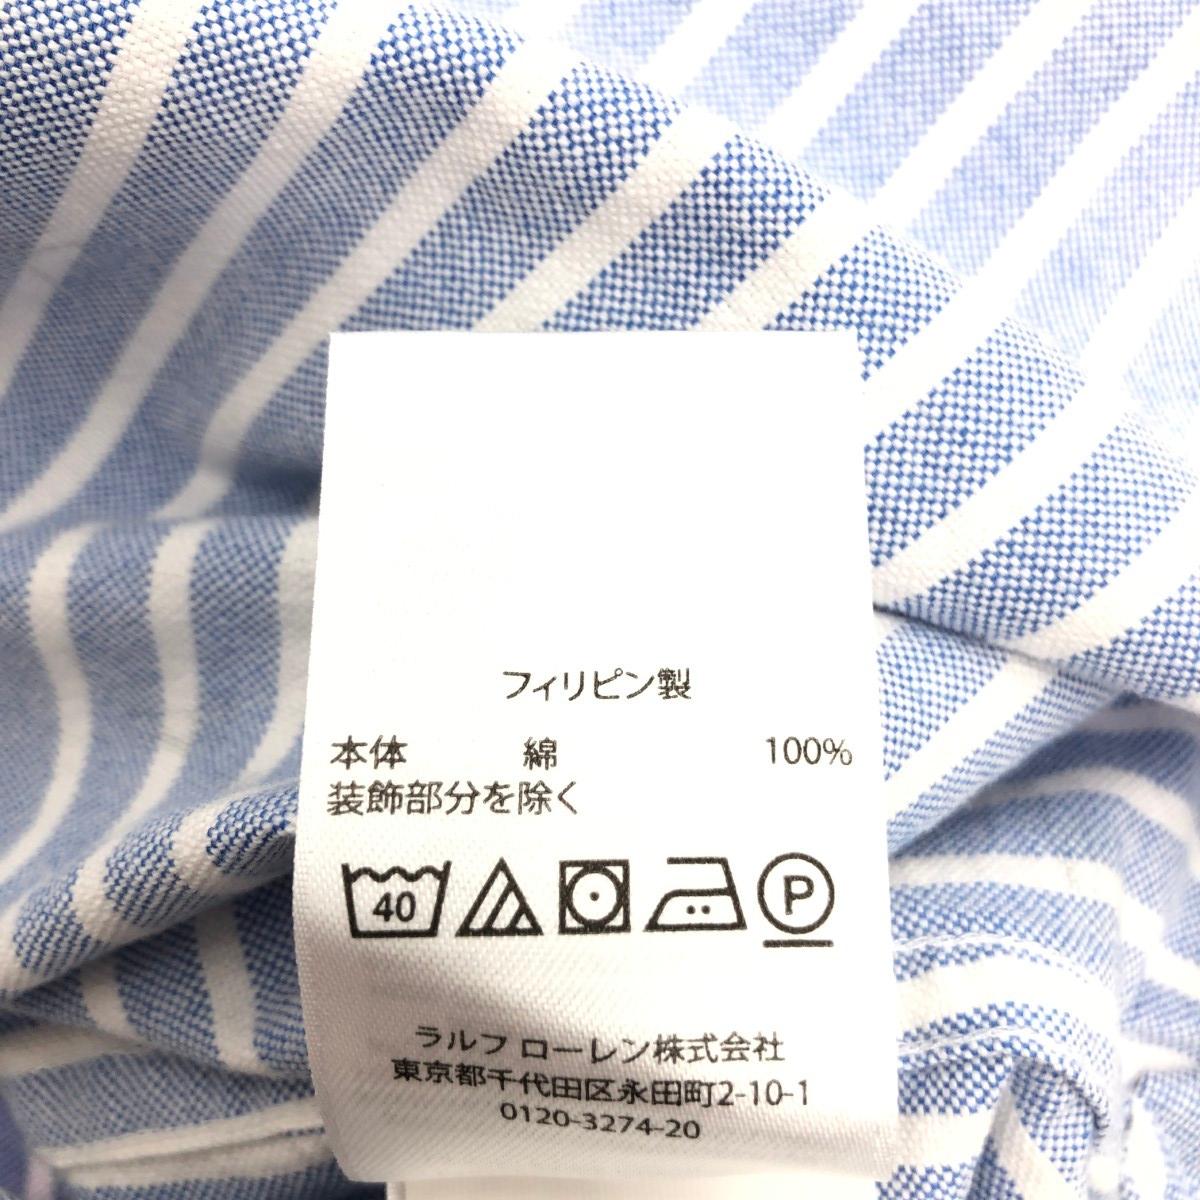 フィリピン製
本体 綿 100%
装飾部分を除く
40 P
ラルフ ローレン株式会社
東京都千代田区永田町2-10-1
0120-3274-20